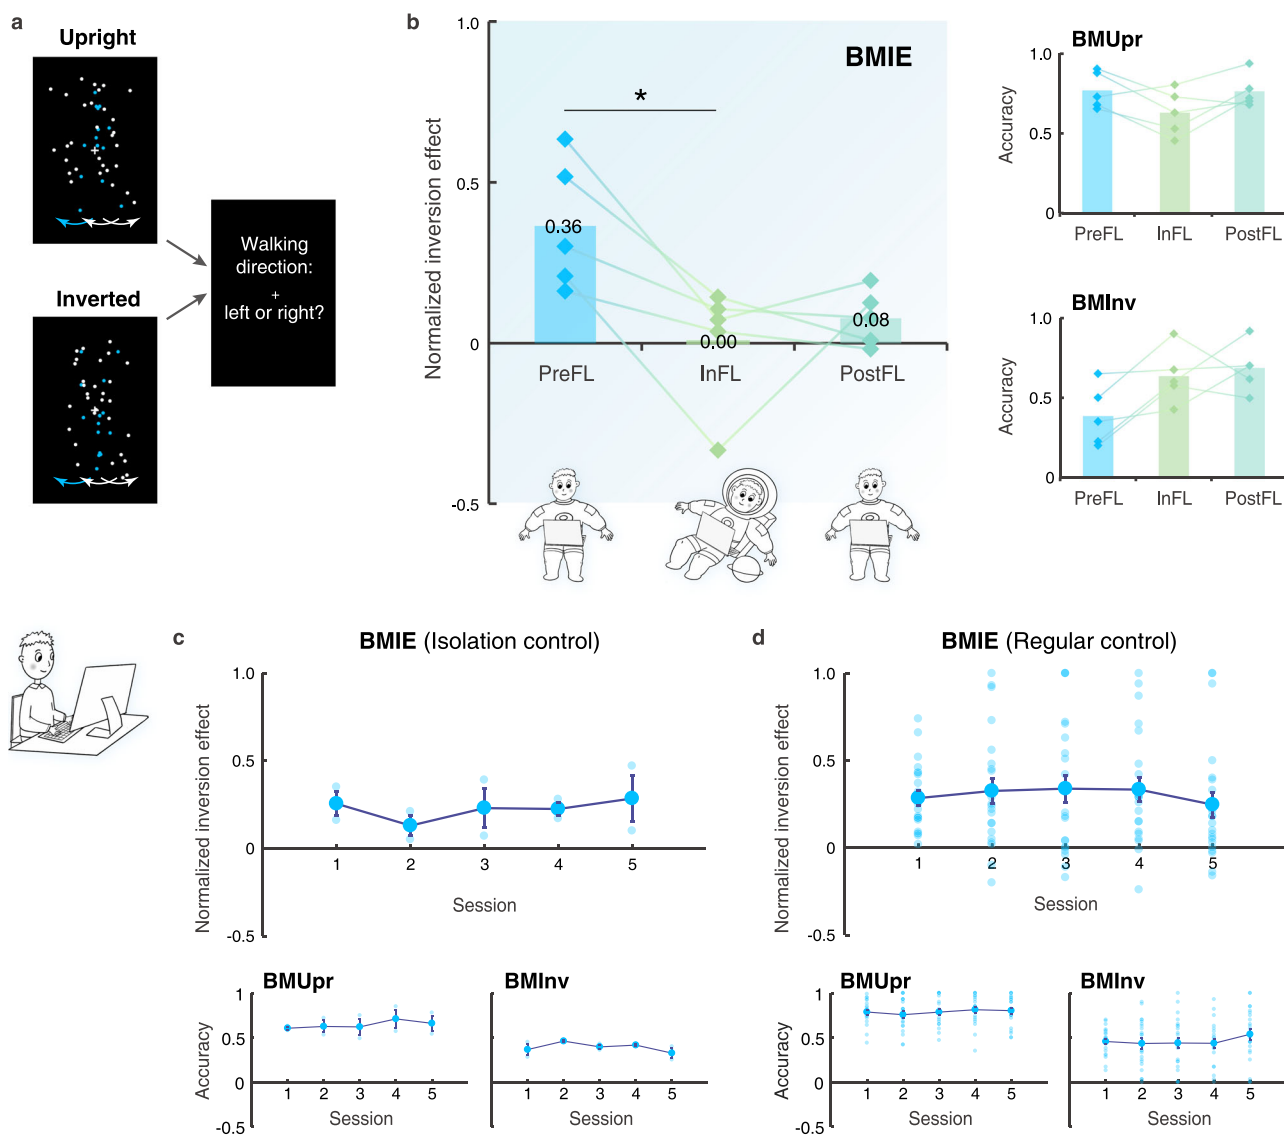 a
Upright
Inverted
Walking
direction:
+
left or right?
b
BMIE
Normalized inversion effect
1.0
0.5
0
-0.5
*
0.36
0.00
0.08
PreFL
InFL
PostFL
BMUpr
Accuracy
1.0
0.5
0
PreFL
InFL
PostFL
BMInv
Accuracy
1.0
0.5
0
PreFL
InFL
PostFL
c
BMIE (Isolation control)
Normalized inversion effect
1.0
0.5
0
-0.5
1 2 3 4 5
Session
BMUpr
Accuracy
1
0.5
0
-0.5
1 2 3 4 5
Session
BMInv
1 2 3 4 5
Session
d
BMIE (Regular control)
Normalized inversion effect
1.0
0.5
0
-0.5
1 2 3 4 5
Session
BMUpr
Accuracy
1
0.5
0
-0.5
1 2 3 4 5
Session
BMInv
1 2 3 4 5
Session